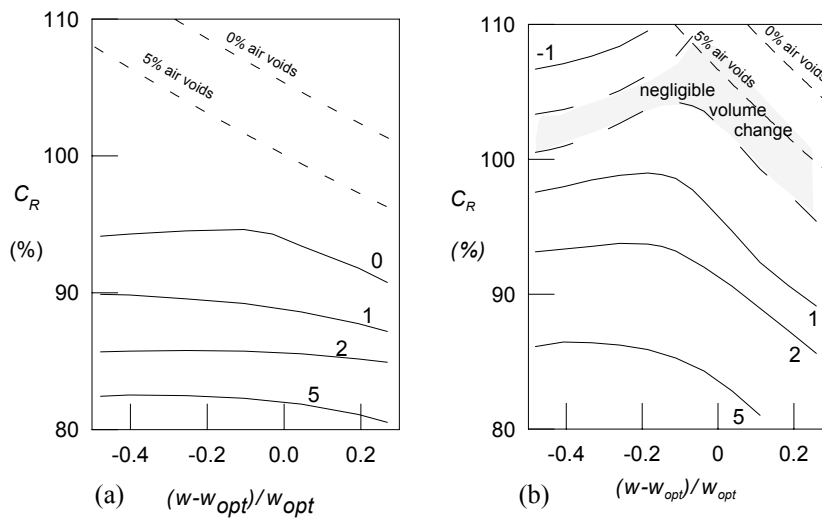 110
0% air voids
5% air voids
100
C_R
(%)
0
90
1
2
5
80
-0.4
-0.2
0.0
0.2
(a)
(w-w_opt)/w_opt
110
-1
5% air voids
0% air voids
negligible
volume
change
100
C_R
(%)
90
1
2
5
80
-0.4
-0.2
0
0.2
(b)
(w-w_opt)/w_opt